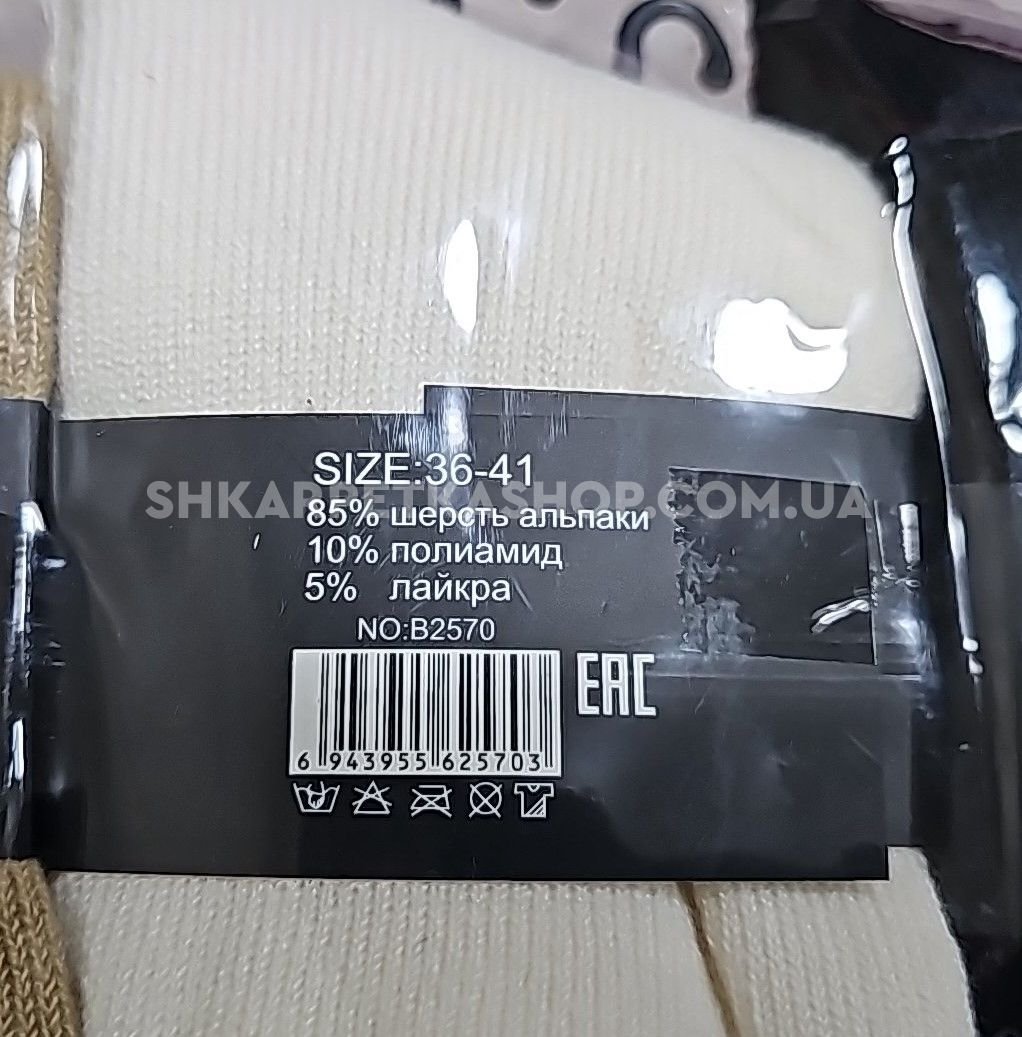 SIZE:36-41
SHKARPETKASHOP.COM.UA
85% шерсть альпаки
10% полиамид
5% лайкра
NO:B2570
EAC
6 943955 625703